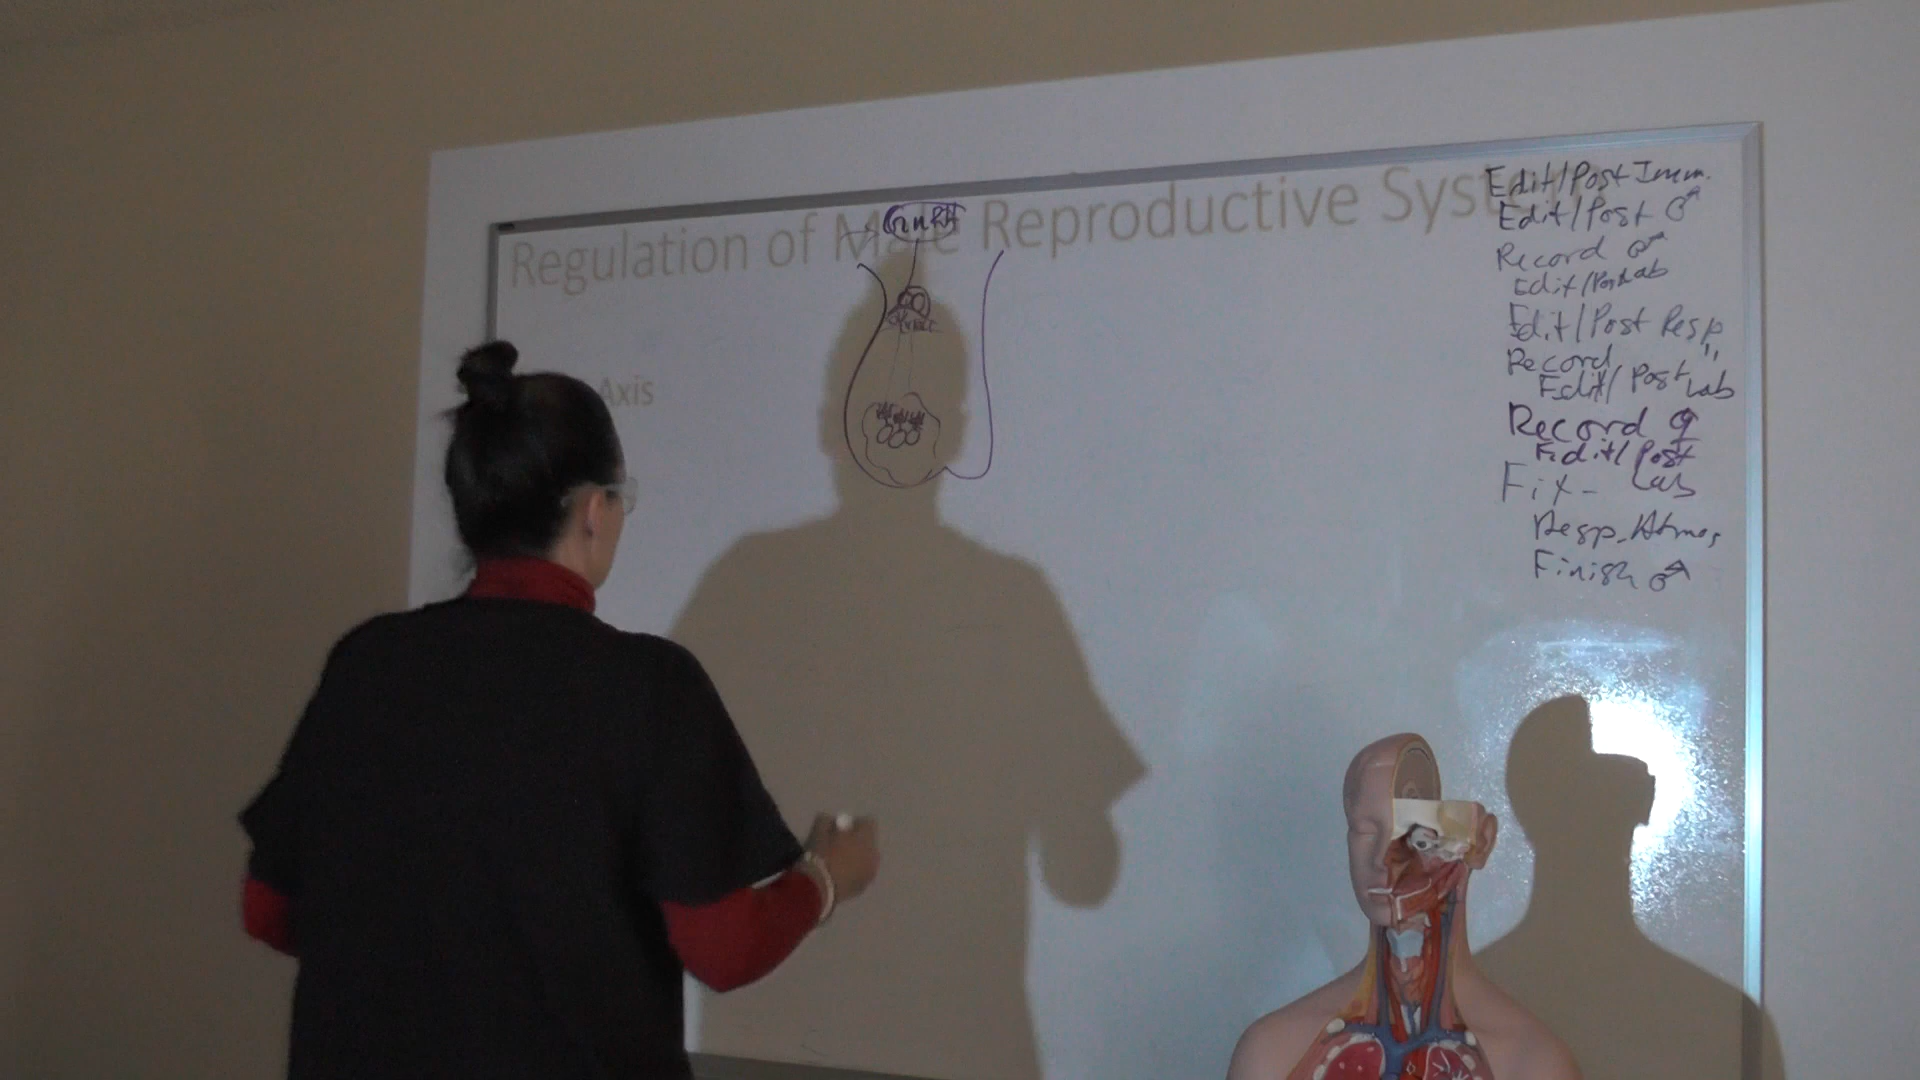 Regulation of Male Reproductive Syste
GnRH
Axis
Edit/Post Imm.
Edit/Post ♂
Record ♂
Edit/Post Lab
Edit/Post Resp
Record "
Edit/Post Lab
Record ♀
Edit/Post
Fix- Lab
Resp. Atmos
Finish ♂